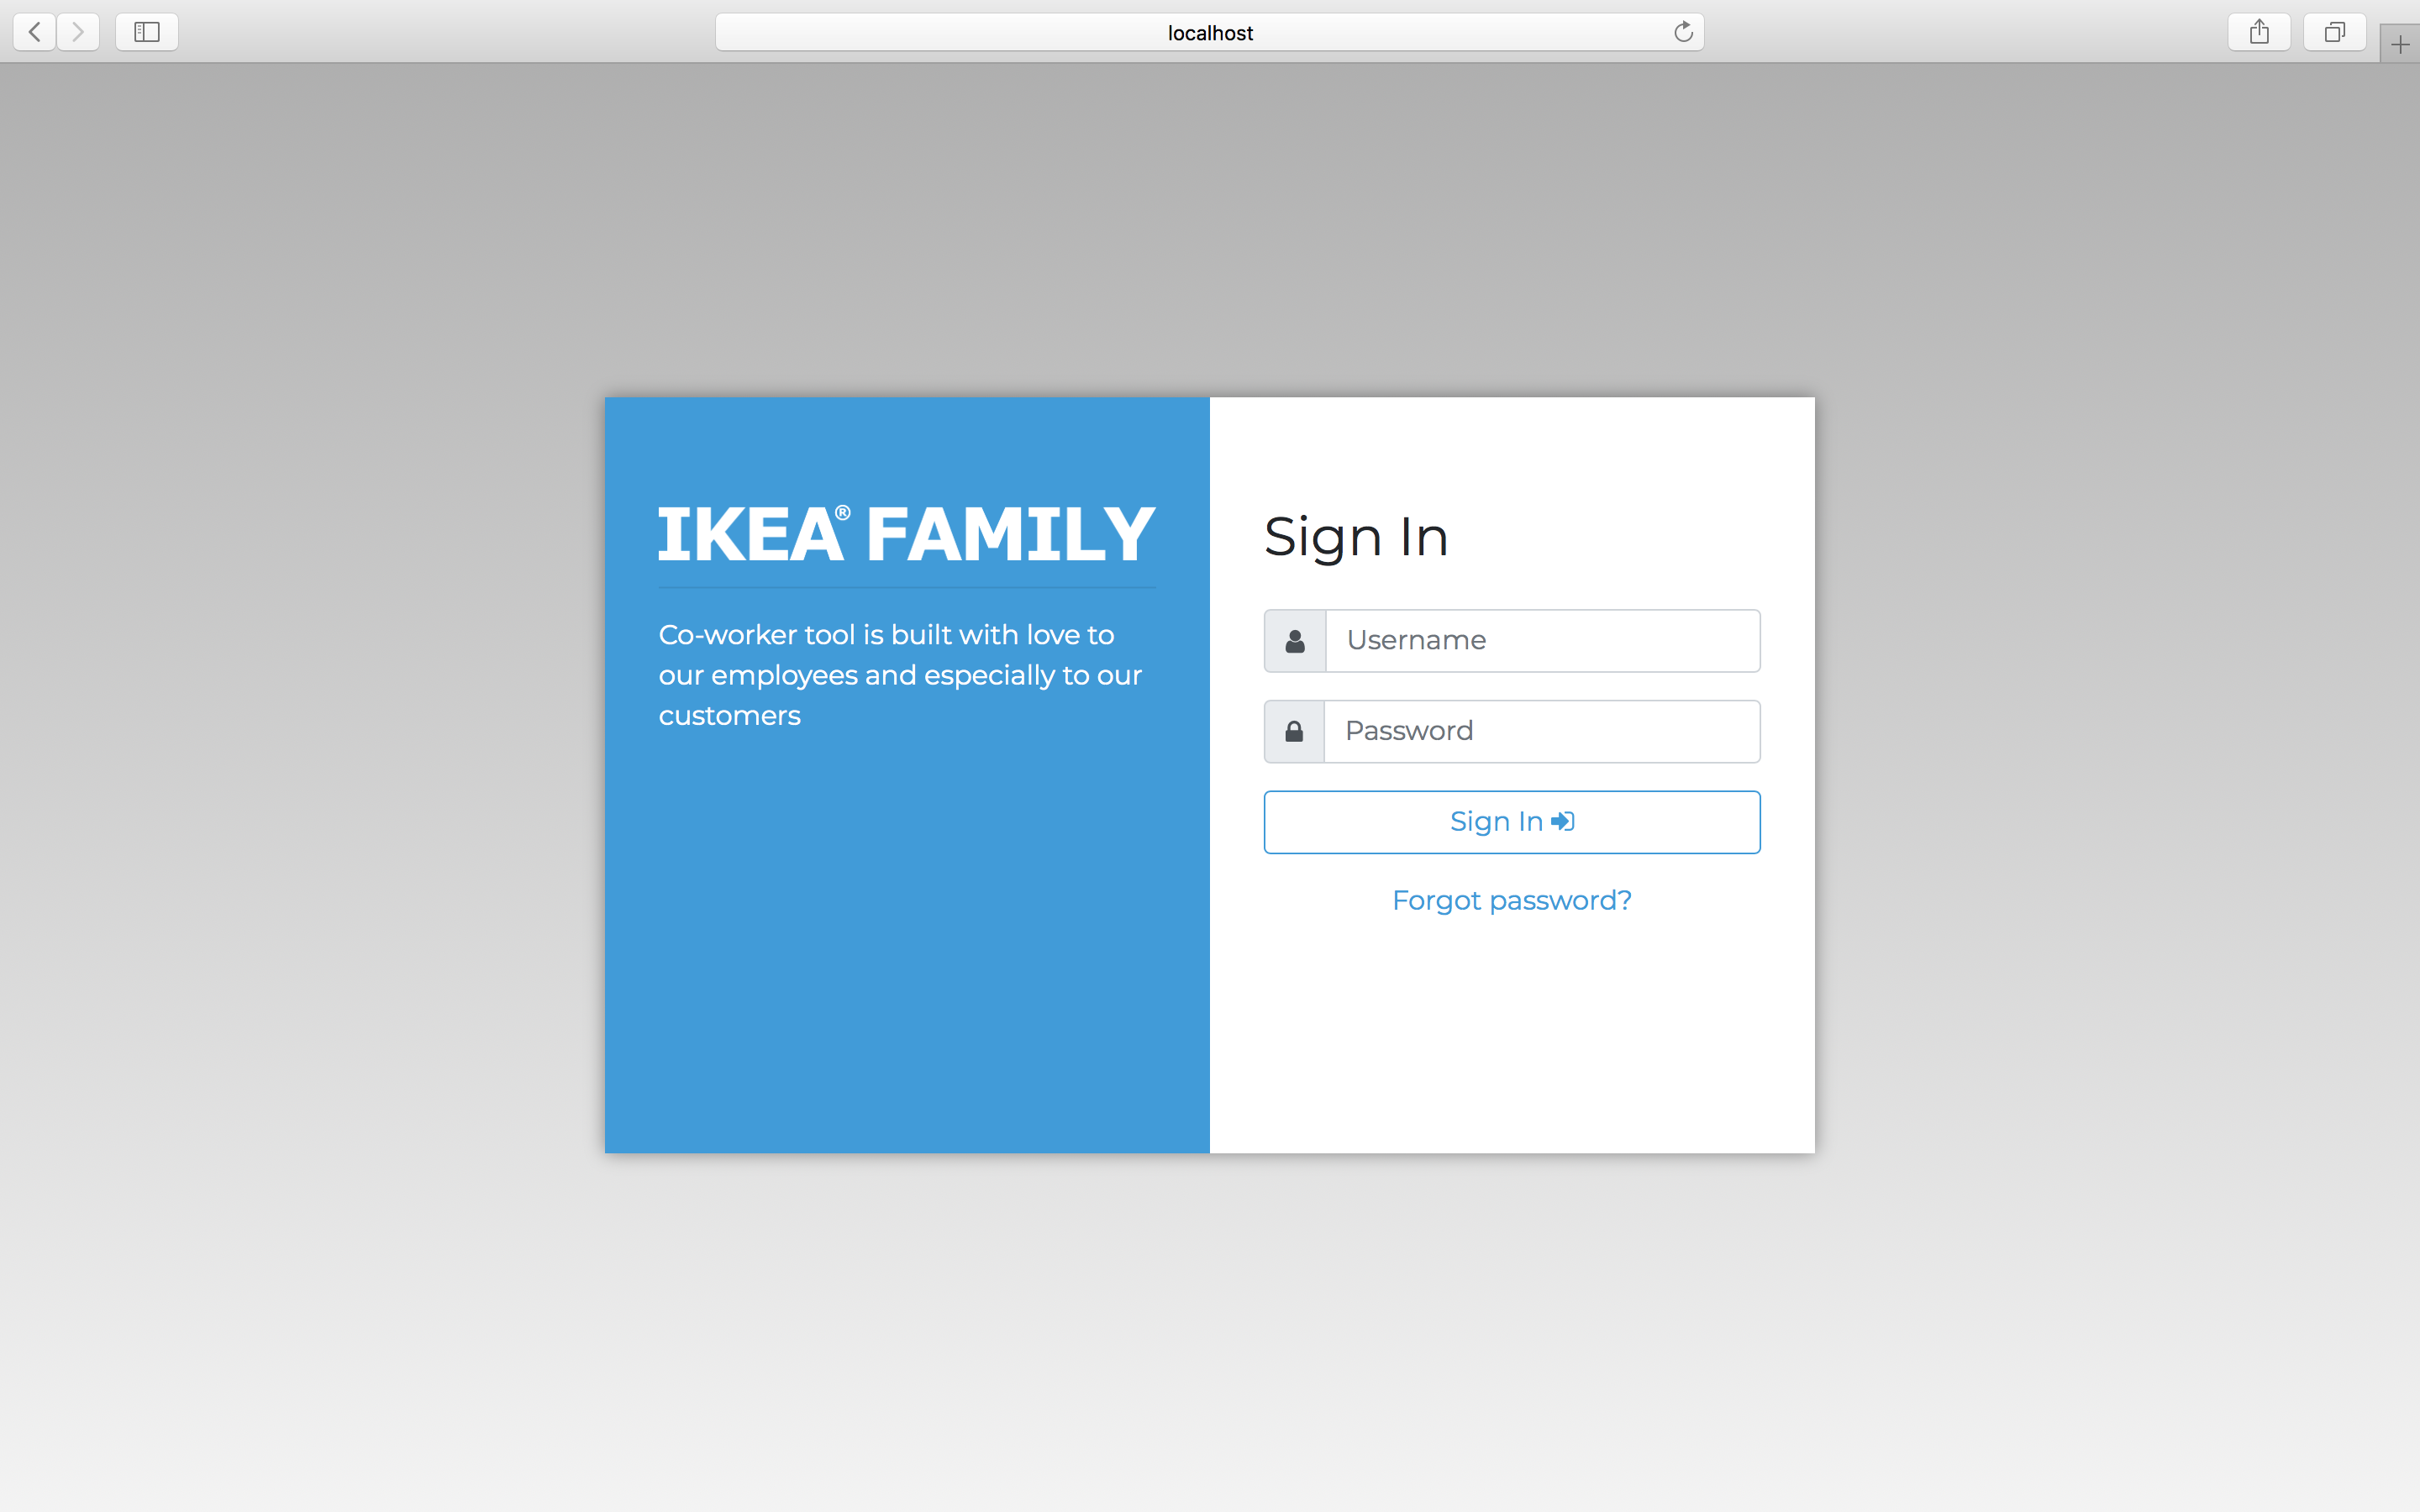 localhost
IKEA® FAMILY
Co-worker tool is built with love to
our employees and especially to our
customers
Sign In
Username
Password
Sign In
Forgot password?